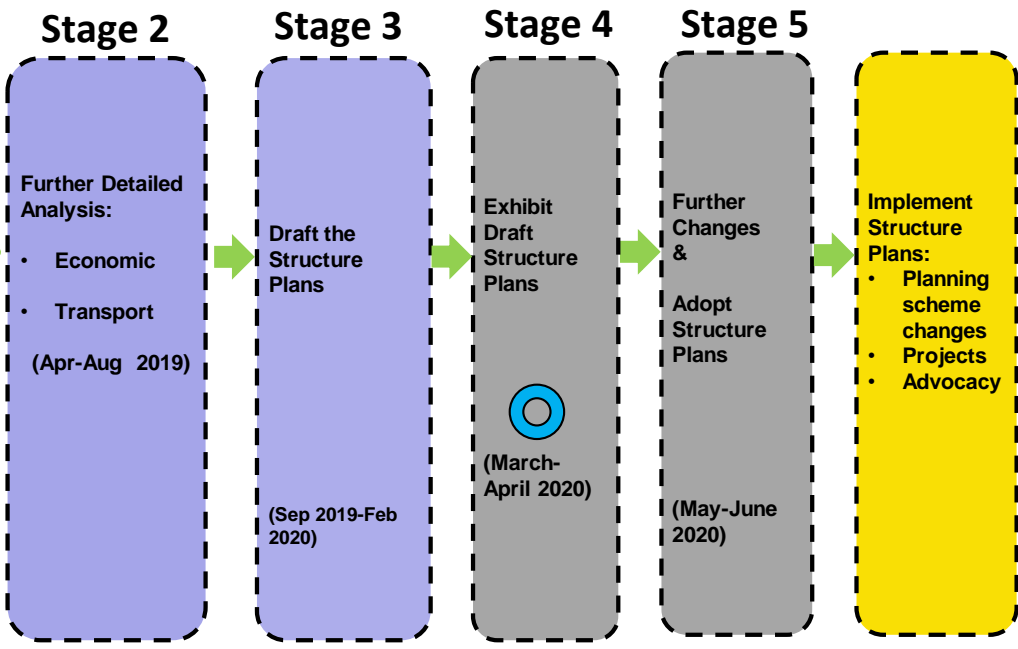 Stage 2
Further Detailed
Analysis:
• Economic
• Transport
(Apr-Aug 2019)
Stage 3
Draft the
Structure
Plans
(Sep 2019-Feb
2020)
Stage 4
Exhibit
Draft
Structure
Plans
(March-
April 2020)
Stage 5
Further
Changes
&
Adopt
Structure
Plans
(May-June
2020)
Implement
Structure
Plans:
• Planning
scheme
changes
• Projects
• Advocacy